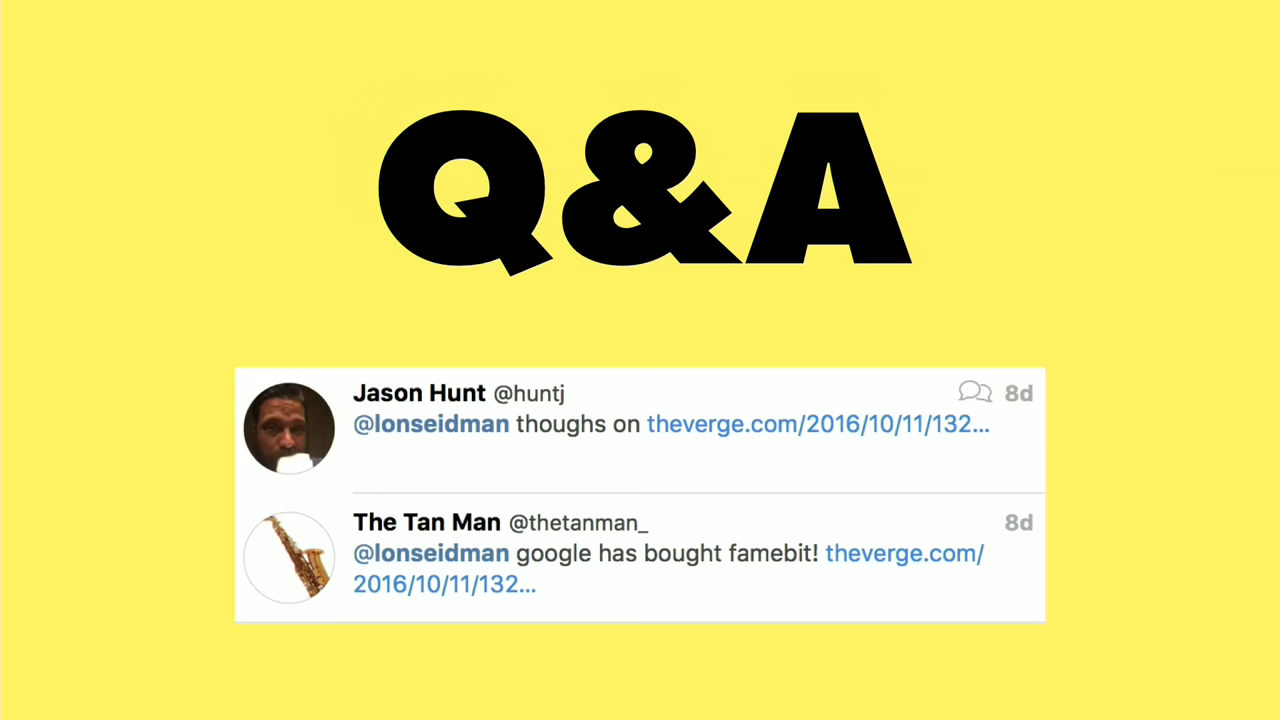 Q&A
Jason Hunt @huntj 8d
@lonseidman thoughs on theverge.com/2016/10/11/132...
The Tan Man @thetanman_ 8d
@lonseidman google has bought famebit! theverge.com/
2016/10/11/132...